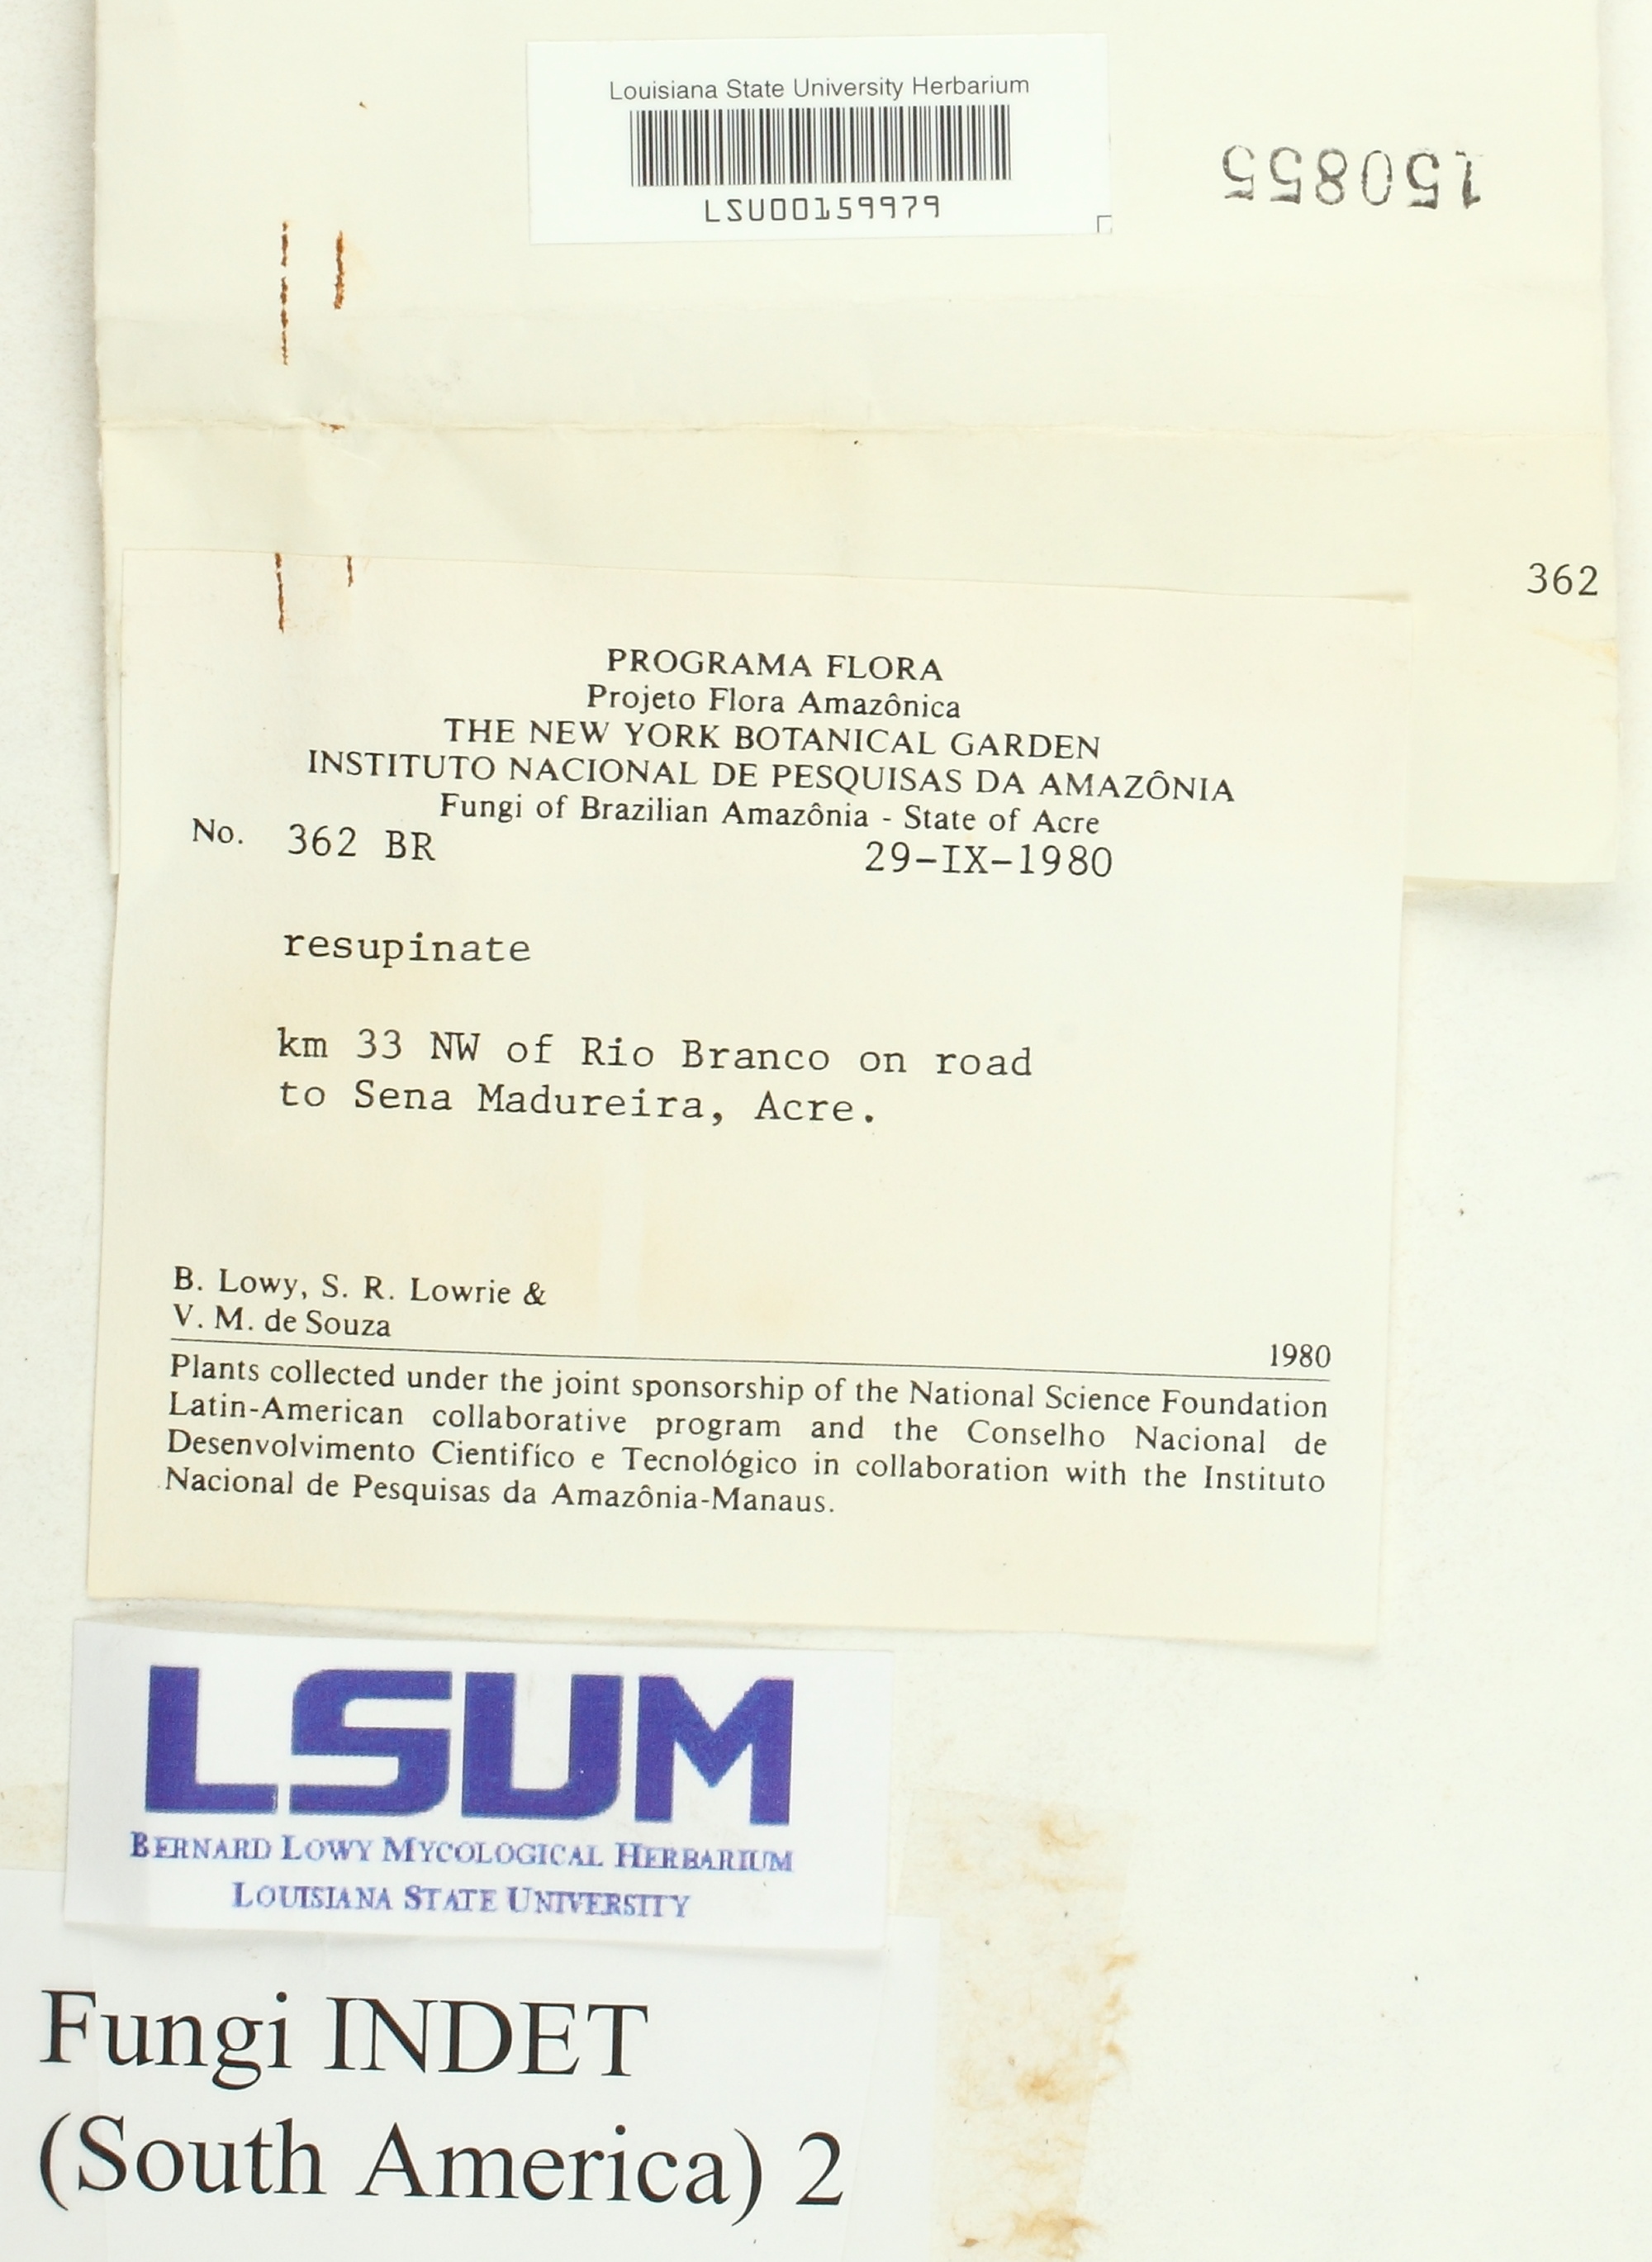 Louisiana State University Herbarium
LSU00159979
150855
362
PROGRAMA FLORA
Projeto Flora Amazônica
THE NEW YORK BOTANICAL GARDEN
INSTITUTO NACIONAL DE PESQUISAS DA AMAZÔNIA
Fungi of Brazilian Amazônia - State of Acre
No. 362 BR 29-IX-1980
resupinate
km 33 NW of Rio Branco on road
to Sena Madureira, Acre.
B. Lowy, S. R. Lowrie &
V. M. de Souza
1980
Plants collected under the joint sponsorship of the National Science Foundation
Latin-American collaborative program and the Conselho Nacional de
Desenvolvimento Cientifíco e Tecnológico in collaboration with the Instituto
Nacional de Pesquisas da Amazônia-Manaus.
LSUM
BERNARD LOWY MYCOLOGICAL HERBARIUM
LOUISIANA STATE UNIVERSITY
Fungi INDET
(South America) 2